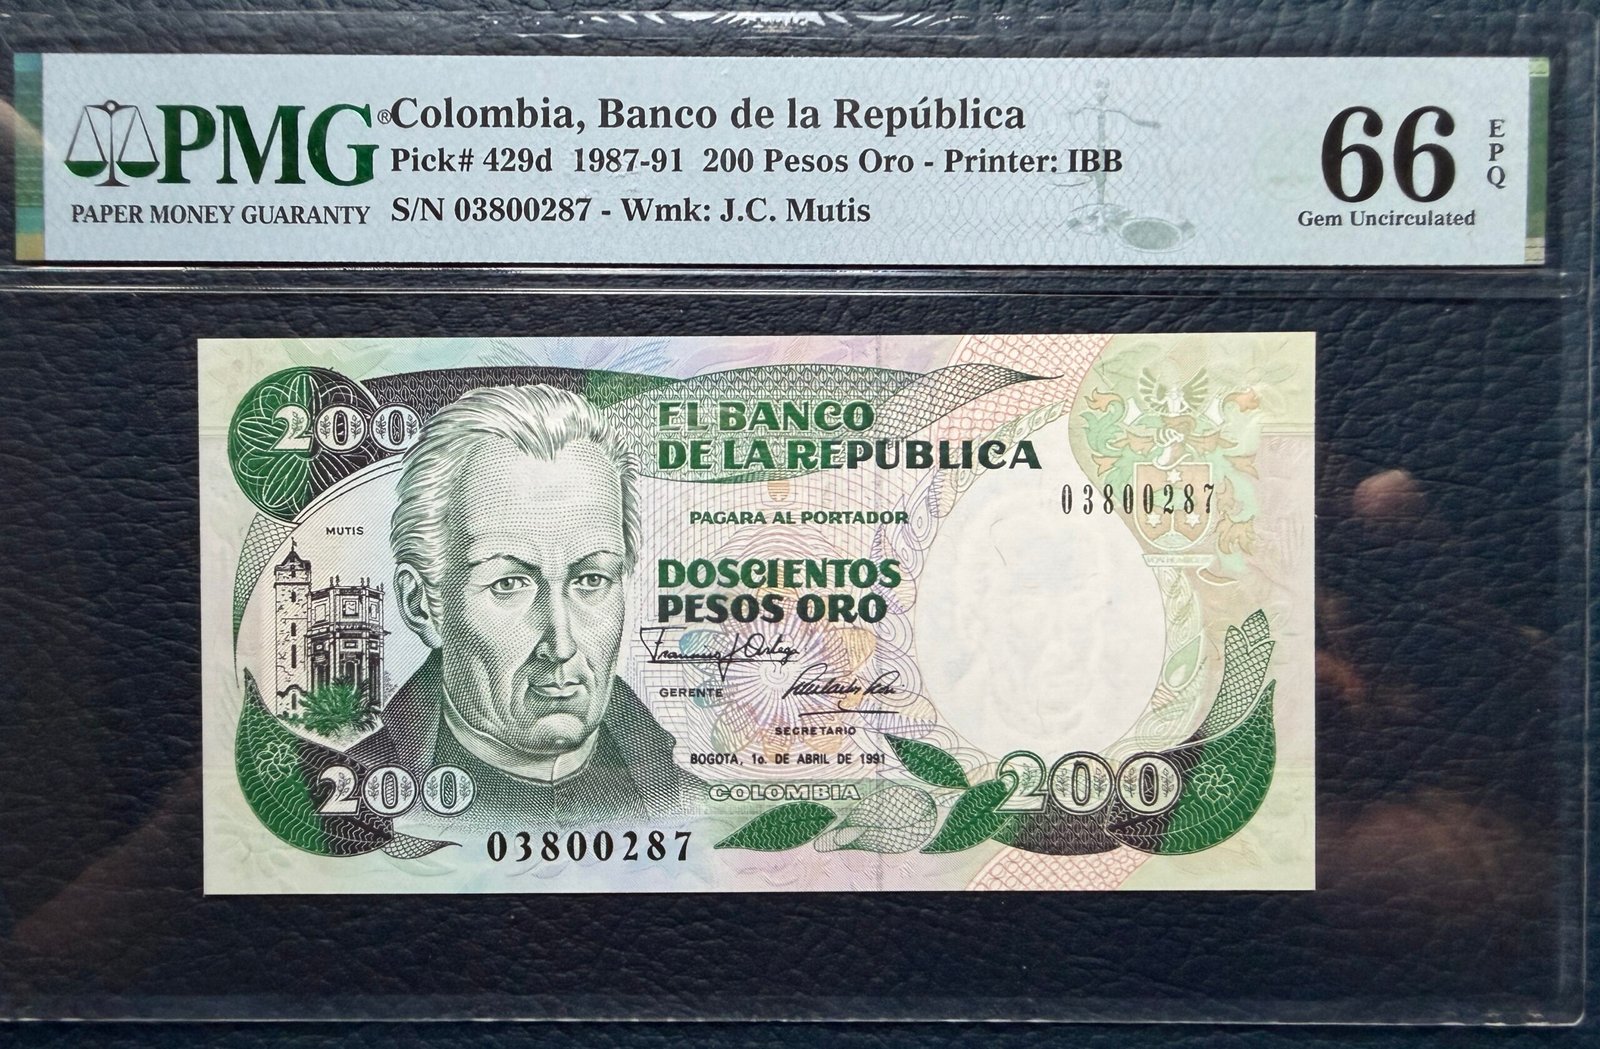 PMG®
PAPER MONEY GUARANTY
Colombia, Banco de la República
Pick# 429d 1987-91 200 Pesos Oro - Printer: IBB
S/N 03800287 - Wmk: J.C. Mutis
66
EPQ
Gem Uncirculated
200
EL BANCO
DE LA REPUBLICA
03800287
PAGARA AL PORTADOR
MUTIS
DOSCIENTOS
PESOS ORO
GERENTE
SECRETARIO
BOGOTA, 1o. DE ABRIL DE 1991
COLOMBIA
200
200
03800287